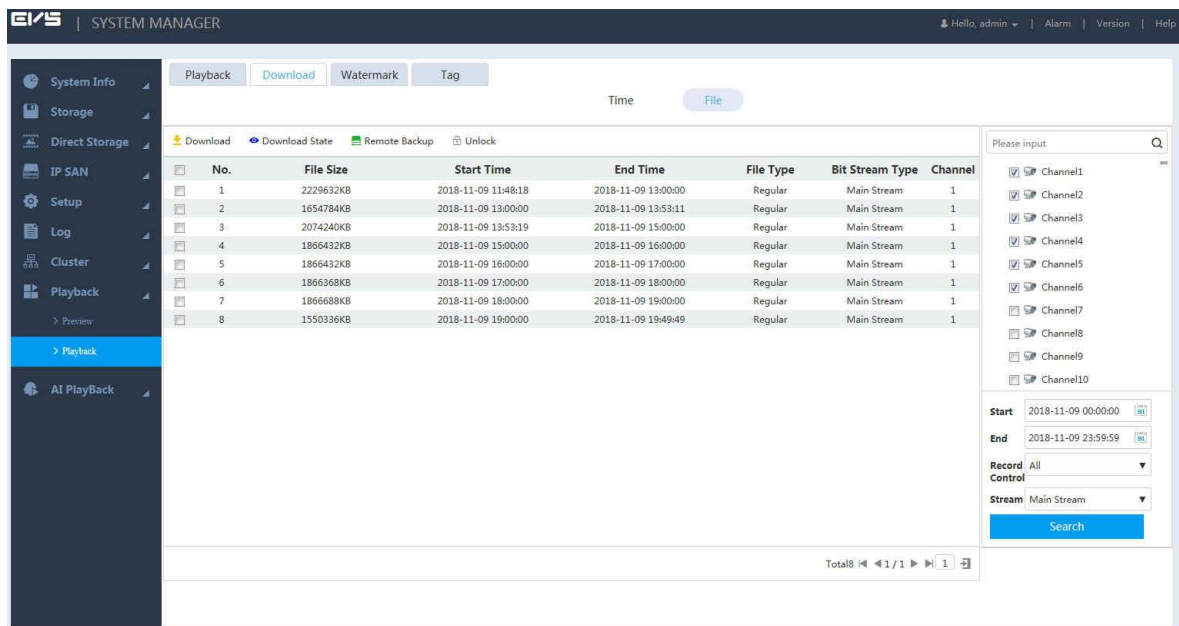 EVS | SYSTEM MANAGER
Hello, admin | Alarm | Version | Help
System Info
Storage
Direct Storage
IP SAN
Setup
Log
Cluster
Playback
> Preview
> Playback
AI PlayBack
Playback Download Watermark Tag
Time File
Download Download State Remote Backup Unlock
No. File Size Start Time End Time File Type Bit Stream Type Channel
1 2229632KB 2018-11-09 11:48:18 2018-11-09 13:00:00 Regular Main Stream 1
2 1654784KB 2018-11-09 13:00:00 2018-11-09 13:53:11 Regular Main Stream 1
3 2074240KB 2018-11-09 13:53:19 2018-11-09 15:00:00 Regular Main Stream 1
4 1866432KB 2018-11-09 15:00:00 2018-11-09 16:00:00 Regular Main Stream 1
5 1866432KB 2018-11-09 16:00:00 2018-11-09 17:00:00 Regular Main Stream 1
6 1866368KB 2018-11-09 17:00:00 2018-11-09 18:00:00 Regular Main Stream 1
7 1866688KB 2018-11-09 18:00:00 2018-11-09 19:00:00 Regular Main Stream 1
8 1550336KB 2018-11-09 19:00:00 2018-11-09 19:49:49 Regular Main Stream 1
Total8 1 / 1 1
Please input
Channel1
Channel2
Channel3
Channel4
Channel5
Channel6
Channel7
Channel8
Channel9
Channel10
Start 2018-11-09 00:00:00
End 2018-11-09 23:59:59
Record All
Control
Stream Main Stream
Search